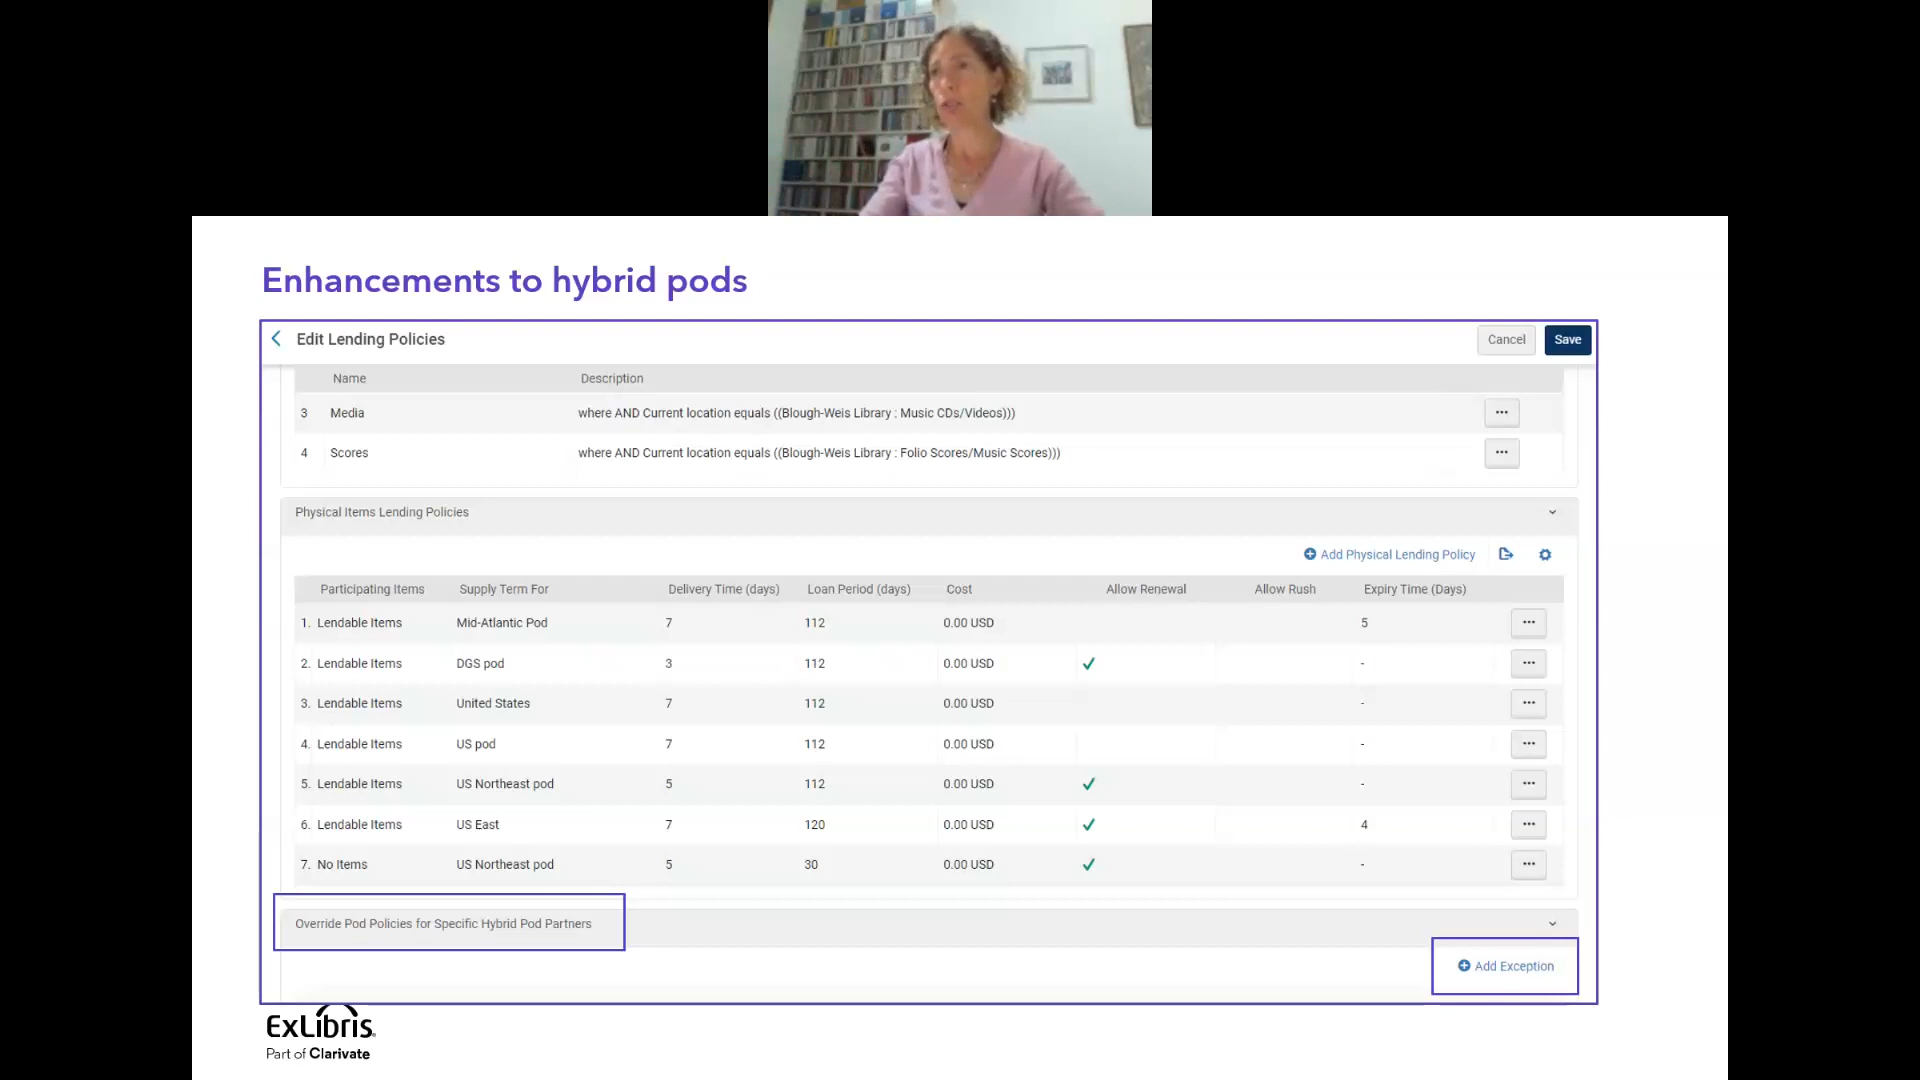 Enhancements to hybrid pods
Edit Lending Policies Cancel Save
Name Description
3 Media where AND Current location equals ((Blough-Weis Library : Music CDs/Videos)))
4 Scores where AND Current location equals ((Blough-Weis Library : Folio Scores/Music Scores)))
Physical Items Lending Policies
Add Physical Lending Policy
Participating Items Supply Term For Delivery Time (days) Loan Period (days) Cost Allow Renewal Allow Rush Expiry Time (Days)
1. Lendable Items Mid-Atlantic Pod 7 112 0.00 USD 5
2. Lendable Items DGS pod 3 112 0.00 USD -
3. Lendable Items United States 7 112 0.00 USD -
4. Lendable Items US pod 7 112 0.00 USD -
5. Lendable Items US Northeast pod 5 112 0.00 USD -
6. Lendable Items US East 7 120 0.00 USD 4
7. No Items US Northeast pod 5 30 0.00 USD -
Override Pod Policies for Specific Hybrid Pod Partners
Add Exception
ExLibris
Part of Clarivate